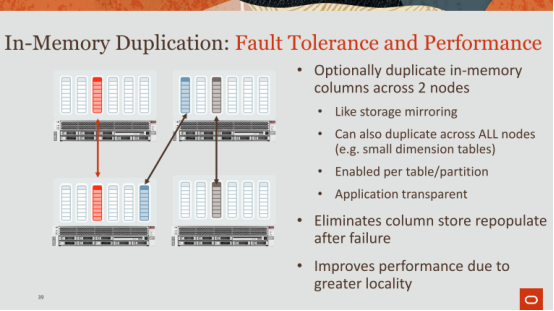 In-Memory Duplication: Fault Tolerance and Performance
• Optionally duplicate in-memory
columns across 2 nodes
• Like storage mirroring
• Can also duplicate across ALL nodes
(e.g. small dimension tables)
• Enabled per table/partition
• Application transparent
• Eliminates column store repopulate
after failure
• Improves performance due to
greater locality